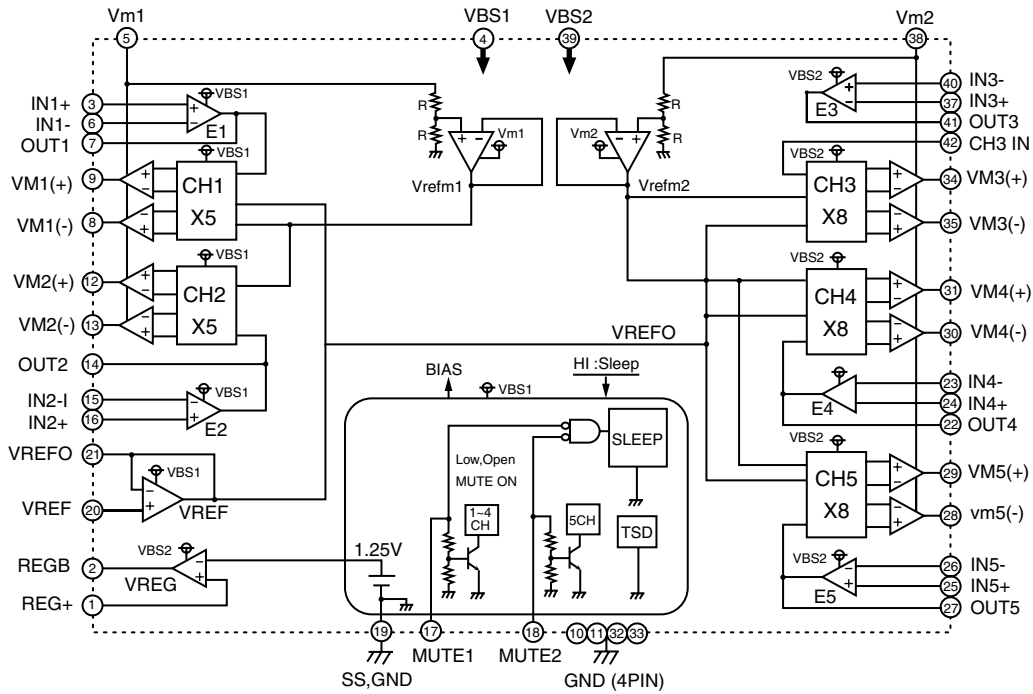 Vm1 VBS1 VBS2 Vm2
5 4 39 38
IN1+ 3
IN1- 6
OUT1 7
+ - VBS1
E1
R
R
+ -
Vm1
Vrefm1
R
R
- +
Vm2
Vrefm2
VBS2
+ -
E3
40 IN3-
37 IN3+
41 OUT3
42 CH3 IN
VM1(+) 9
VM1(-) 8
+ -
- +
VBS1
CH1
X5
VBS2
CH3
X8
+ -
- +
34 VM3(+)
35 VM3(-)
VM2(+) 12
VM2(-) 13
+ -
- +
VBS1
CH2
X5
VBS2
CH4
X8
+ -
- +
31 VM4(+)
30 VM4(-)
OUT2 14
IN2-I 15
IN2+ 16
- +
VBS1
E2
VREFO
- +
E4
VBS2
23 IN4-
24 IN4+
22 OUT4
VREFO 21
VREF 20
- +
VBS1
VREF
BIAS
VBS1
HI :Sleep
SLEEP
Low,Open
MUTE ON
1~4
CH
5CH
TSD
1.25V
CH5
X8
+ -
- +
29 VM5(+)
28 vm5(-)
REGB 2
REG+ 1
VBS2
- +
VREG
VBS2
- +
E5
26 IN5-
25 IN5+
27 OUT5
19 17 18 10 11 32 33
MUTE1 MUTE2
SS,GND GND (4PIN)